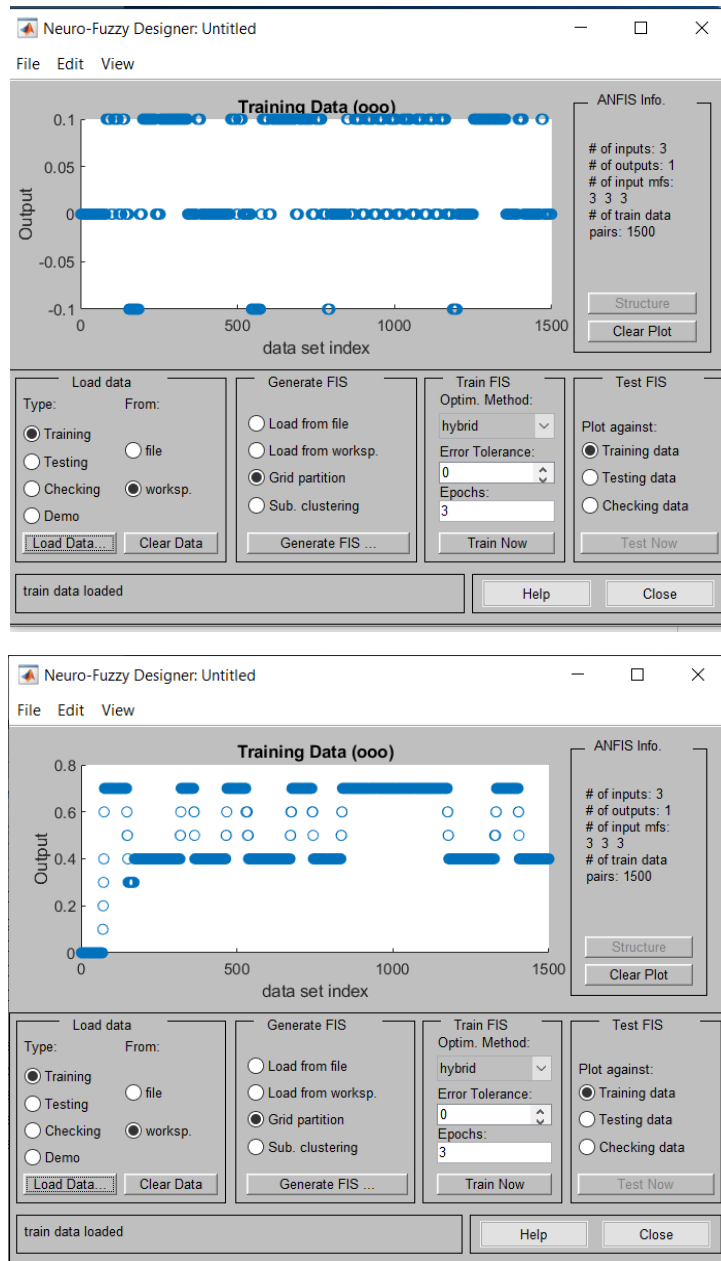 Neuro-Fuzzy Designer: Untitled
File Edit View
Training Data (ooo)
0.1
0.05
0
-0.05
-0.1
Output
0 500 1000 1500
data set index
ANFIS Info.
# of inputs: 3
# of outputs: 1
# of input mfs:
3 3 3
# of train data
pairs: 1500
Structure
Clear Plot
Load data
Type: From:
Training
Testing
Checking
Demo
file
worksp.
Load Data... Clear Data
Generate FIS
Load from file
Load from worksp.
Grid partition
Sub. clustering
Generate FIS ...
Train FIS
Optim. Method:
hybrid
Error Tolerance:
0
Epochs:
3
Train Now
Test FIS
Plot against:
Training data
Testing data
Checking data
Test Now
train data loaded
Help Close
Neuro-Fuzzy Designer: Untitled
File Edit View
Training Data (ooo)
0.8
0.6
0.4
0.2
0
Output
0 500 1000 1500
data set index
ANFIS Info.
# of inputs: 3
# of outputs: 1
# of input mfs:
3 3 3
# of train data
pairs: 1500
Structure
Clear Plot
Load data
Type: From:
Training
Testing
Checking
Demo
file
worksp.
Load Data... Clear Data
Generate FIS
Load from file
Load from worksp.
Grid partition
Sub. clustering
Generate FIS ...
Train FIS
Optim. Method:
hybrid
Error Tolerance:
0
Epochs:
3
Train Now
Test FIS
Plot against:
Training data
Testing data
Checking data
Test Now
train data loaded
Help Close